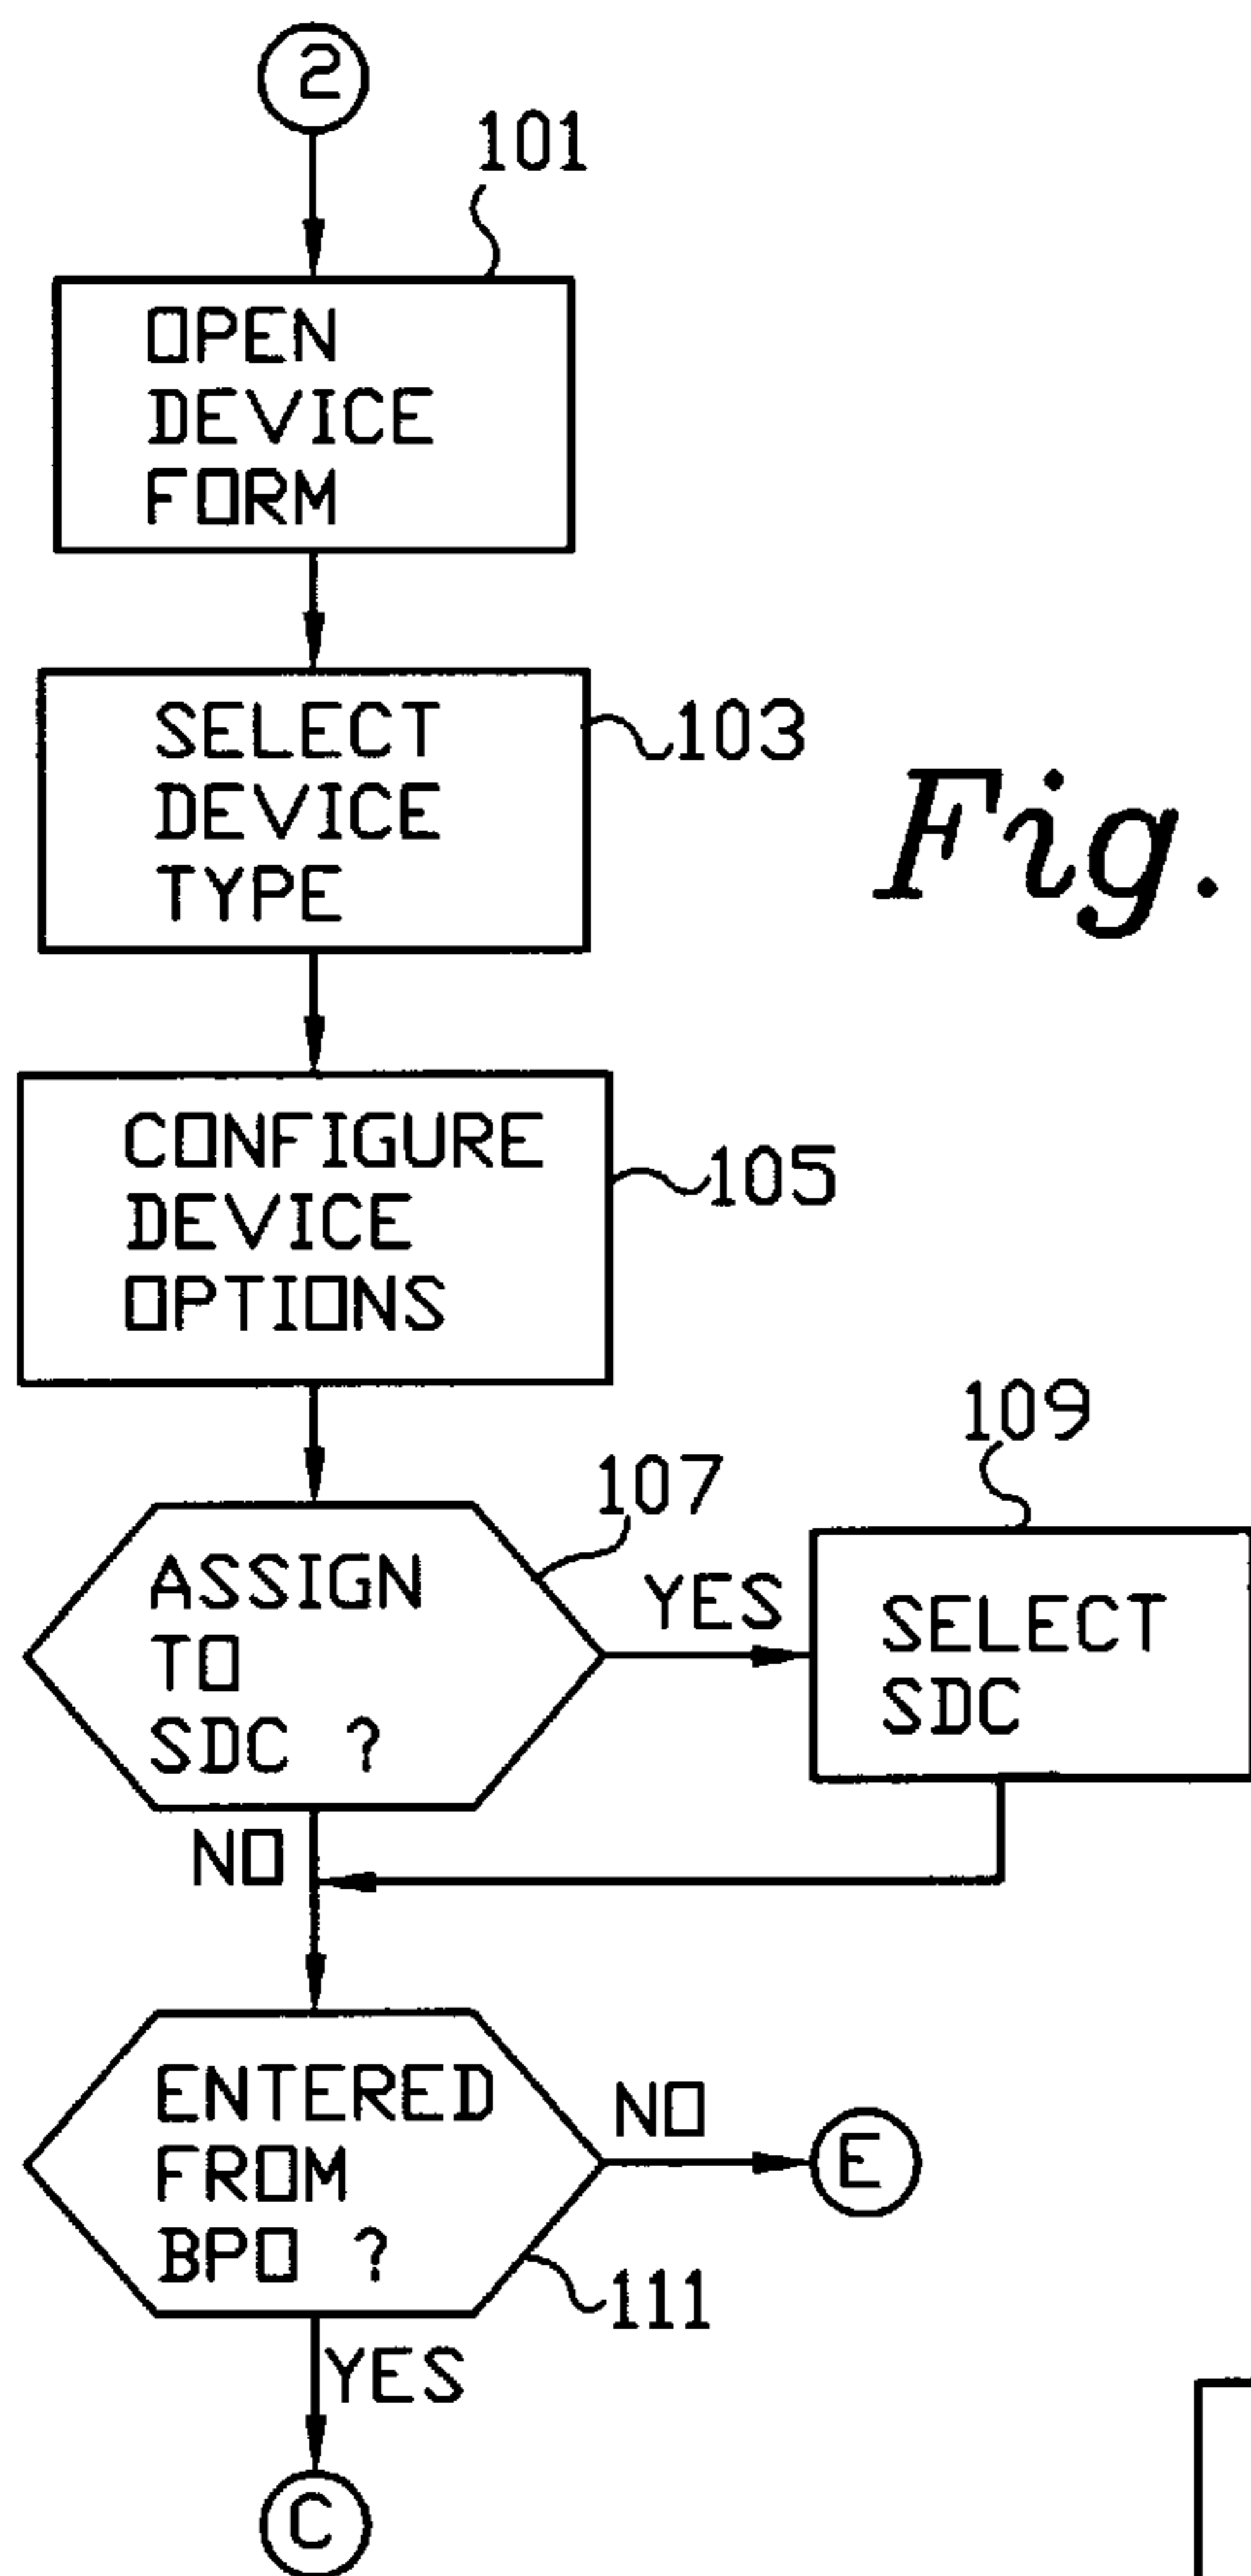 2
101
OPEN
DEVICE
FORM
SELECT
DEVICE
TYPE
103
Fig.
CONFIGURE
DEVICE
OPTIONS
105
109
107
ASSIGN
TO
SDC ?
YES
SELECT
SDC
NO
ENTERED
FROM
BPO ?
NO
E
111
YES
C